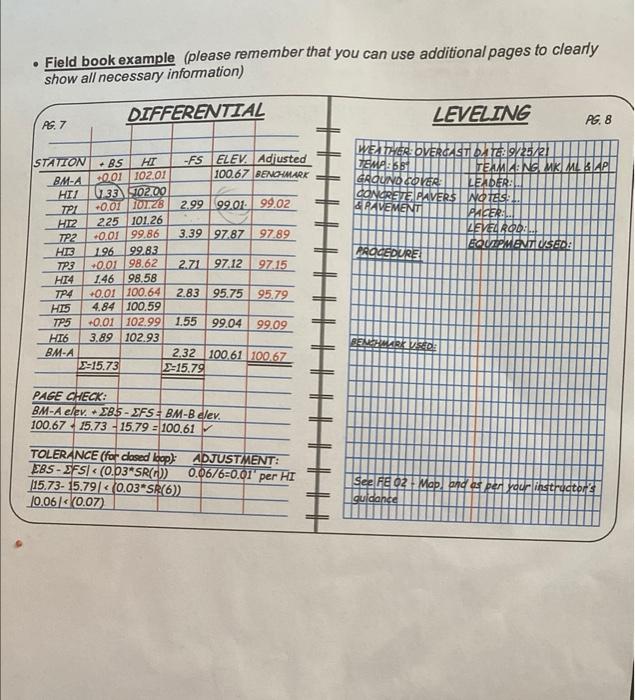 • Field book example (please remember that you can use additional pages to clearly
show all necessary information)
PG. 7 DIFFERENTIAL
STATION +BS HI -FS ELEV. Adjusted
BM-A +0.01 102.01 100.67 BENCHMARK
HI1 1.33 102.00
TP1 +0.01 101.28 2.99 99.01 99.02
HI2 2.25 101.26
TP2 +0.01 99.86 3.39 97.87 97.89
HI3 1.96 99.83
TP3 +0.01 98.62 2.71 97.12 97.15
HI4 1.46 98.58
TP4 +0.01 100.64 2.83 95.75 95.79
HI5 4.84 100.59
TP5 +0.01 102.99 1.55 99.04 99.09
HI6 3.89 102.93
BM-A 2.32 100.61 100.67
Σ=15.73 Σ=15.79
PAGE CHECK:
BM-A elev. + ΣBS - ΣFS = BM-B elev.
100.67 + 15.73 - 15.79 = 100.61 ✓
TOLERANCE (for closed loop): ADJUSTMENT:
ΣBS - ΣFS| < (0.03*SR(n)) 0.06/6=0.01' per HI
|15.73- 15.79| < (0.03*SR(6))
|0.06|<(0.07)
LEVELING PG. 8
WEATHER: OVERCAST DATE: 9/25/21
TEMP: 68° TEAM A: NG, MK, ML & AP
GROUND COVER: LEADER:...
CONCRETE, PAVERS NOTES:...
& PAVEMENT PACER:...
LEVEL ROD:...
EQUIPMENT USED:
PROCEDURE:
BENCHMARK USED:
See FE 02 - Map, and as per your instructor's
guidance